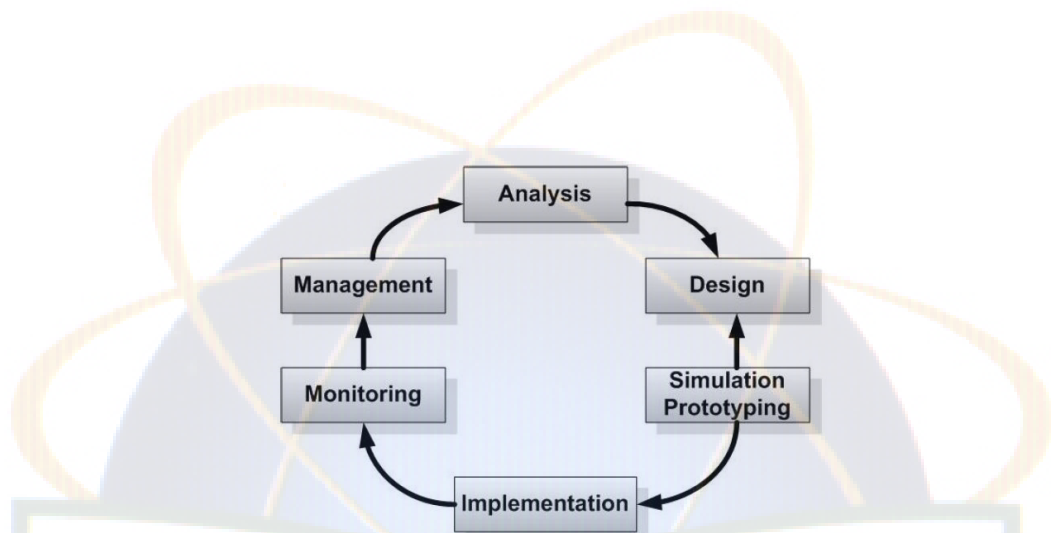 Analysis
Management
Design
Monitoring
Simulation
Prototyping
Implementation